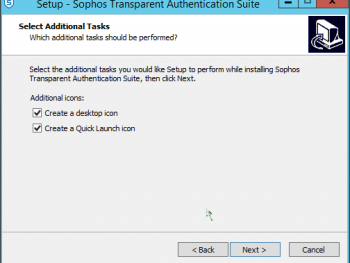 Setup - Sophos Transparent Authentication Suite
Select Additional Tasks
Which additional tasks should be performed?
Select the additional tasks you would like Setup to perform while installing Sophos
Transparent Authentication Suite, then click Next.
Additional icons:
Create a desktop icon
Create a Quick Launch icon
< Back
Next >
Cancel